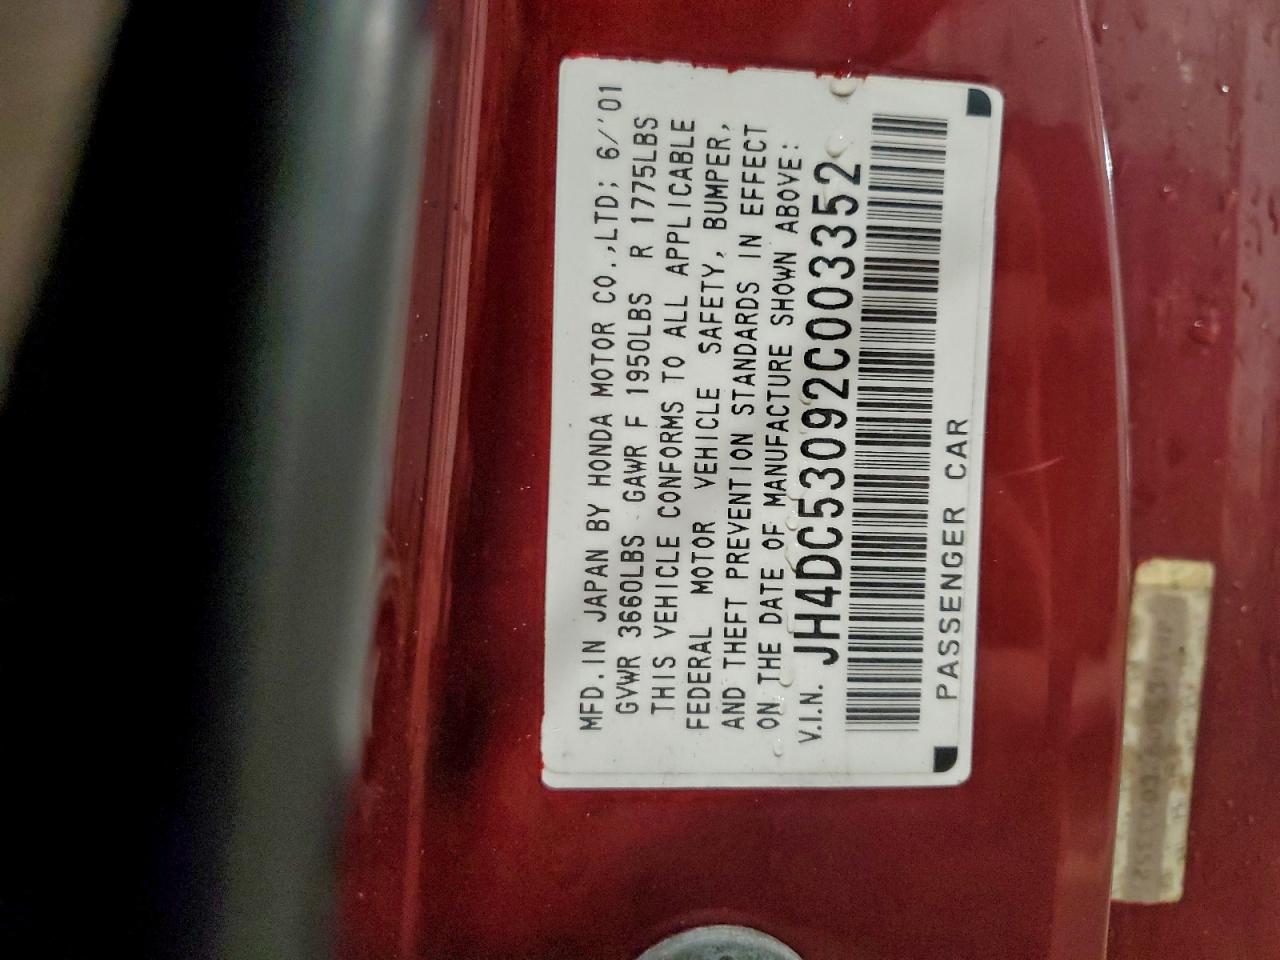 MFD.IN JAPAN BY HONDA MOTOR CO.,LTD; 6/'01
GVWR 3660LBS GAWR F 1950LBS R 1775LBS
THIS VEHICLE CONFORMS TO ALL APPLICABLE
FEDERAL MOTOR VEHICLE SAFETY, BUMPER,
AND THEFT PREVENTION STANDARDS IN EFFECT
ON THE DATE OF MANUFACTURE SHOWN ABOVE:
V.I.N. JH4DC53092C003352
PASSENGER CAR